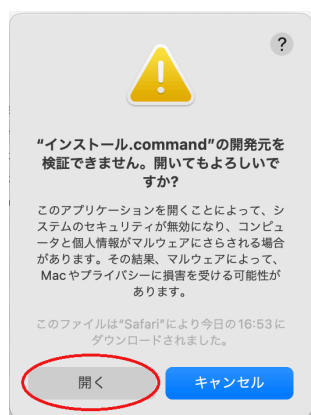 ?
“インストール.command”の開発元を
検証できません。開いてもよろしいで
すか?
このアプリケーションを開くことによって、シ
ステムのセキュリティが無効になり、コンピュ
ータと個人情報がマルウェアにさらされる場合
があります。その結果、マルウェアによって、
Mac やプライバシーに損害を受ける可能性が
あります。
このファイルは“Safari”により今日の16:53に
ダウンロードされました。
開く
キャンセル